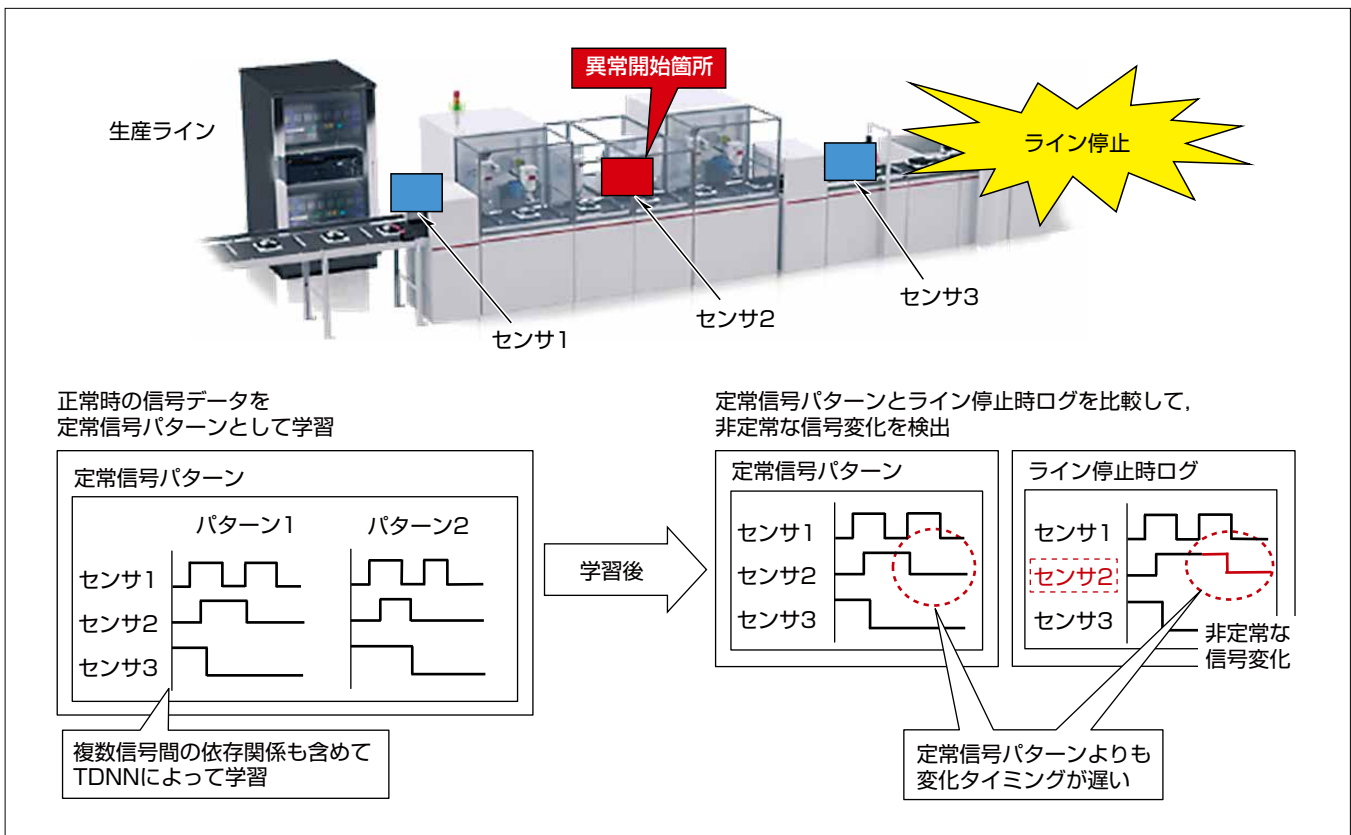 異常開始箇所
生産ライン
ライン停止
センサ1
センサ2
センサ3
正常時の信号データを
定常信号パターンとして学習
定常信号パターン
パターン1
パターン2
センサ1
センサ2
センサ3
複数信号間の依存関係も含めて
TDNNによって学習
学習後
定常信号パターンとライン停止時ログを比較して,
非定常な信号変化を検出
定常信号パターン
センサ1
センサ2
センサ3
ライン停止時ログ
センサ1
センサ2
センサ3
非定常な
信号変化
定常信号パターンよりも
変化タイミングが遅い